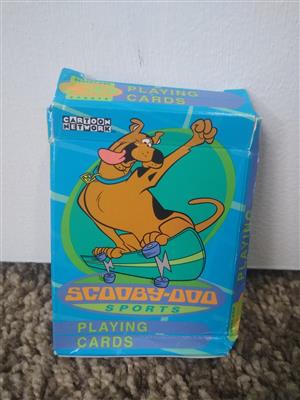 PLAYING
CARDS
CARTOON
NETWORK
SCOOBY-DOO
SPORTS
PLAYING
CARDS
PLAYING